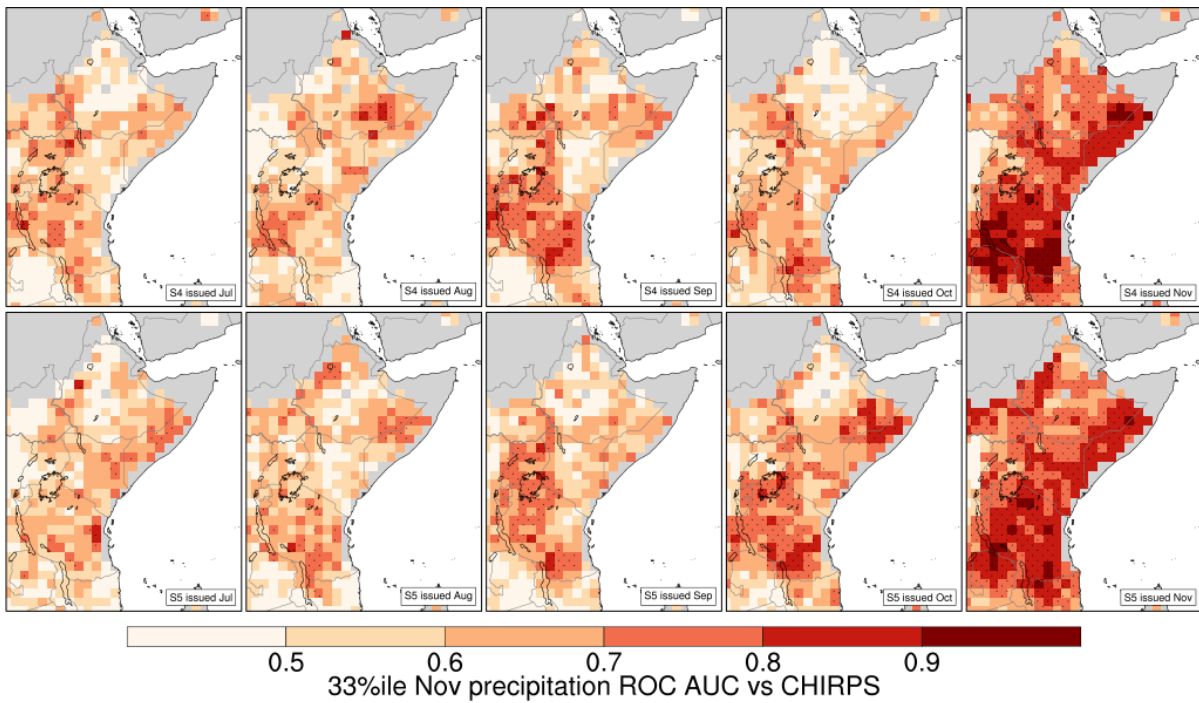 S4 issued Jul
S4 issued Aug
S4 issued Sep
S4 issued Oct
S4 issued Nov
S5 issued Jul
S5 issued Aug
S5 issued Sep
S5 issued Oct
S5 issued Nov
0.5 0.6 0.7 0.8 0.9
33%ile Nov precipitation ROC AUC vs CHIRPS